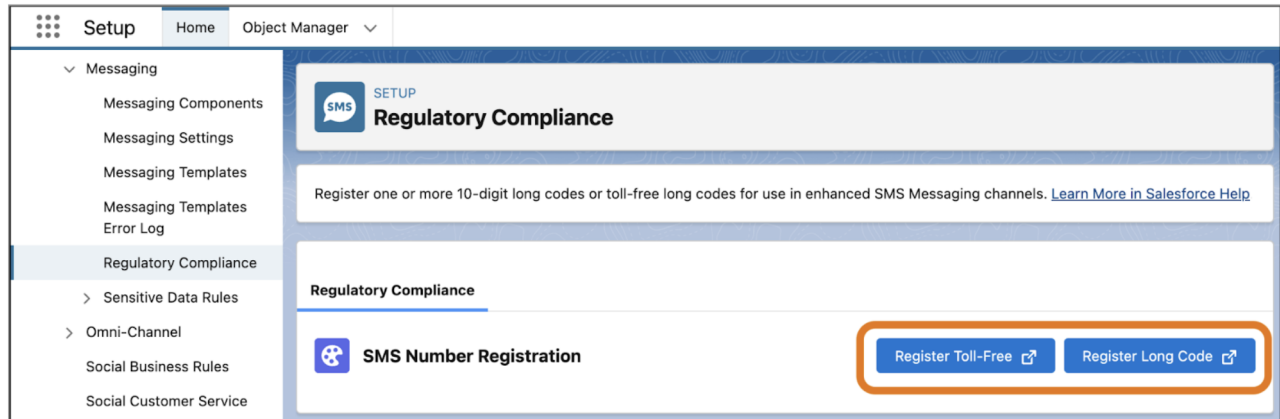 Setup
Home
Object Manager
Messaging
Messaging Components
Messaging Settings
Messaging Templates
Messaging Templates
Error Log
Regulatory Compliance
Sensitive Data Rules
Omni-Channel
Social Business Rules
Social Customer Service
SMS
SETUP
Regulatory Compliance
Register one or more 10-digit long codes or toll-free long codes for use in enhanced SMS Messaging channels. Learn More in Salesforce Help
Regulatory Compliance
SMS Number Registration
Register Toll-Free
Register Long Code